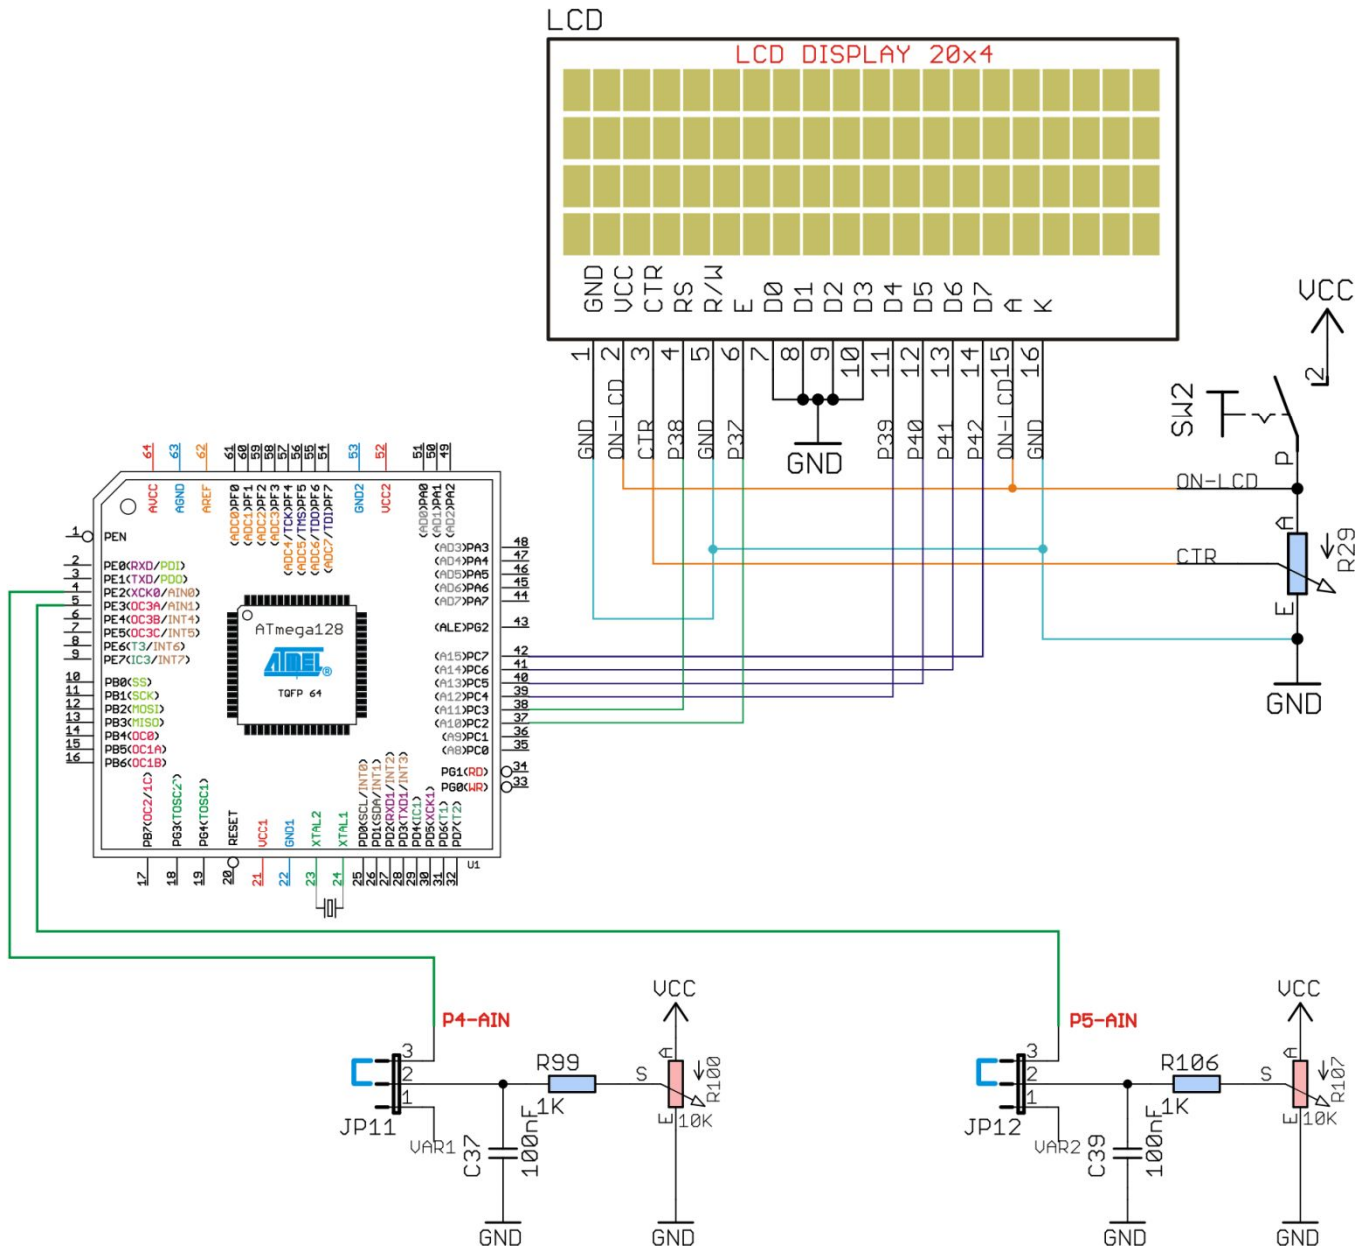 LCD
LCD DISPLAY 20x4
GND VCC CTR RS R/W E D0 D1 D2 D3 D4 D5 D6 D7 A K
1 2 3 4 5 6 7 8 9 10 11 12 13 14 15 16
GND ON-LCD CTR P38 GND P37 P39 P40 P41 P42 ON-LCD GND
GND
VCC
2
SW2
P
ON-LCD
A
R29
CTR
E
GND
64 63 62 61 60 59 58 57 56 55 54 53 52 51 50 49
AVCC
AGND
AREF
(ADC0)PF0
(ADC1)PF1
(ADC2)PF2
(ADC3)PF3
(ADC4/TCK)PF4
(ADC5/TMS)PF5
(ADC6/TDO)PF6
(ADC7/TDI)PF7
GND2
VCC2
(AD0)PA0
(AD1)PA1
(AD2)PA2
1 PEN
2 PE0(RXD/PDI)
3 PE1(TXD/PDO)
4 PE2(XCK0/AIN0)
5 PE3(OC3A/AIN1)
6 PE4(OC3B/INT4)
7 PE5(OC3C/INT5)
8 PE6(T3/INT6)
9 PE7(IC3/INT7)
10 PB0(SS)
11 PB1(SCK)
12 PB2(MOSI)
13 PB3(MISO)
14 PB4(OC0)
15 PB5(OC1A)
16 PB6(OC1B)
ATmega128
ATMEL®
TQFP 64
(AD3)PA3 48
(AD4)PA4 47
(AD5)PA5 46
(AD6)PA6 45
(AD7)PA7 44
(ALE)PG2 43
(A15)PC7 42
(A14)PC6 41
(A13)PC5 40
(A12)PC4 39
(A11)PC3 38
(A10)PC2 37
(A9)PC1 36
(A8)PC0 35
PG1(RD) 34
PG0(WR) 33
PB7(OC2/1C)
PG3(TOSC2)
PG4(TOSC1)
RESET
VCC1
GND1
XTAL2
XTAL1
PD0(SCL/INT0)
PD1(SDA/INT1)
PD2(RXD1/INT2)
PD3(TXD1/INT3)
PD4(IC1)
PD5(XCK1)
PD6(T1)
PD7(T2)
U1
17 18 19 20 21 22 23 24 25 26 27 28 29 30 31 32
P4-AIN
3
2
1
JP11
VAR1
R99
1K
C37
100nF
GND
VCC
A
S
E
R100
10K
GND
P5-AIN
3
2
1
JP12
VAR2
R106
1K
C39
100nF
GND
VCC
A
S
E
R107
10K
GND